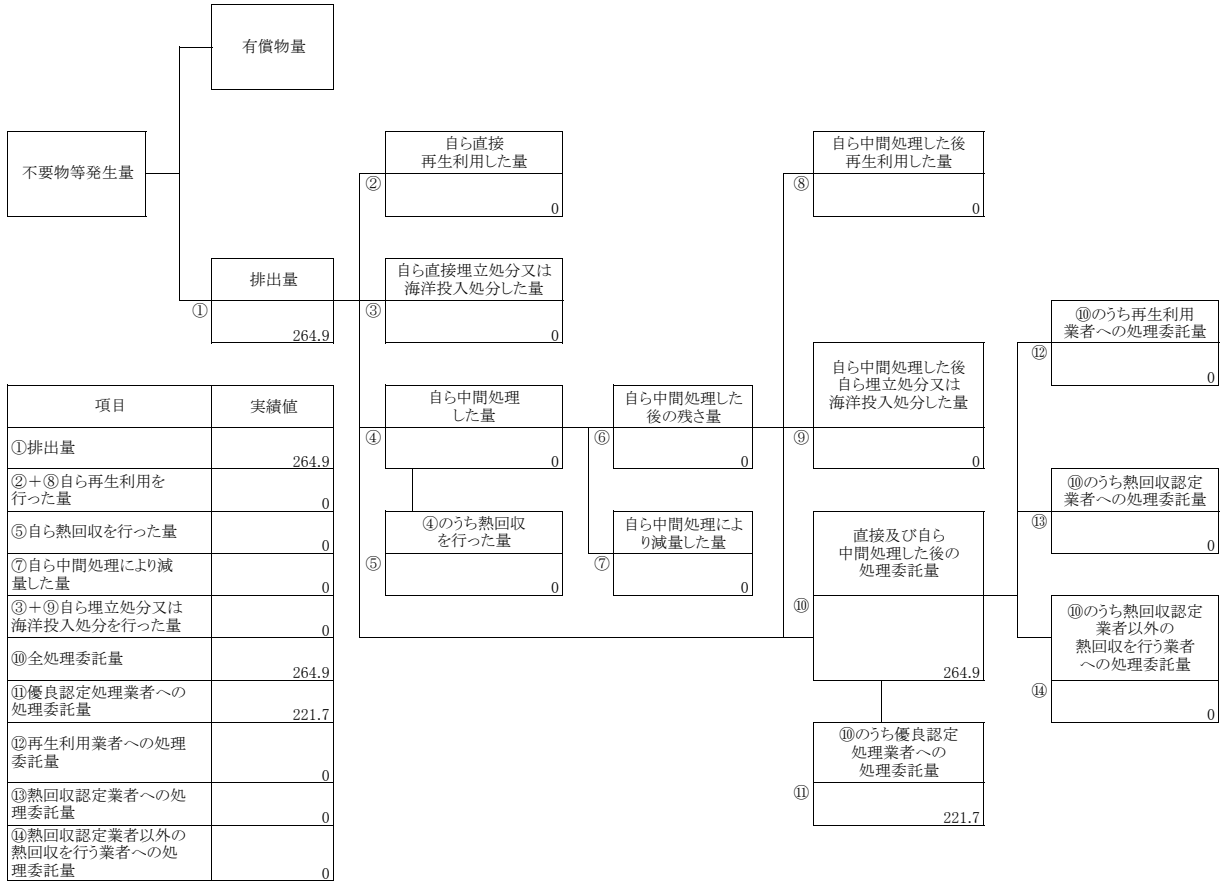 有償物量
不要物等発生量
自ら直接
再生利用した量
②
0
自ら中間処理した後
再生利用した量
⑧
0
排出量
①
264.9
自ら直接埋立処分又は
海洋投入処分した量
③
0
自ら中間処理
した量
④
0
自ら中間処理した
後の残さ量
⑥
0
自ら中間処理した後
自ら埋立処分又は
海洋投入処分した量
⑨
0
⑩のうち再生利用
業者への処理委託量
⑫
0
④のうち熱回収
を行った量
⑤
0
自ら中間処理によ
り減量した量
⑦
0
直接及び自ら
中間処理した後の
処理委託量
⑩
264.9
⑩のうち熱回収認定
業者への処理委託量
⑬
0
⑩のうち熱回収認定
業者以外の
熱回収を行う業者
への処理委託量
⑭
0
⑩のうち優良認定
処理業者への
処理委託量
⑪
221.7
項目
実績値
①排出量
264.9
②＋⑧自ら再生利用を
行った量
0
⑤自ら熱回収を行った量
0
⑦自ら中間処理により減
量した量
0
③＋⑨自ら埋立処分又は
海洋投入処分を行った量
0
⑩全処理委託量
264.9
⑪優良認定処理業者への
処理委託量
221.7
⑫再生利用業者への処理
委託量
0
⑬熱回収認定業者への処
理委託量
0
⑭熱回収認定業者以外の
熱回収を行う業者への処
理委託量
0